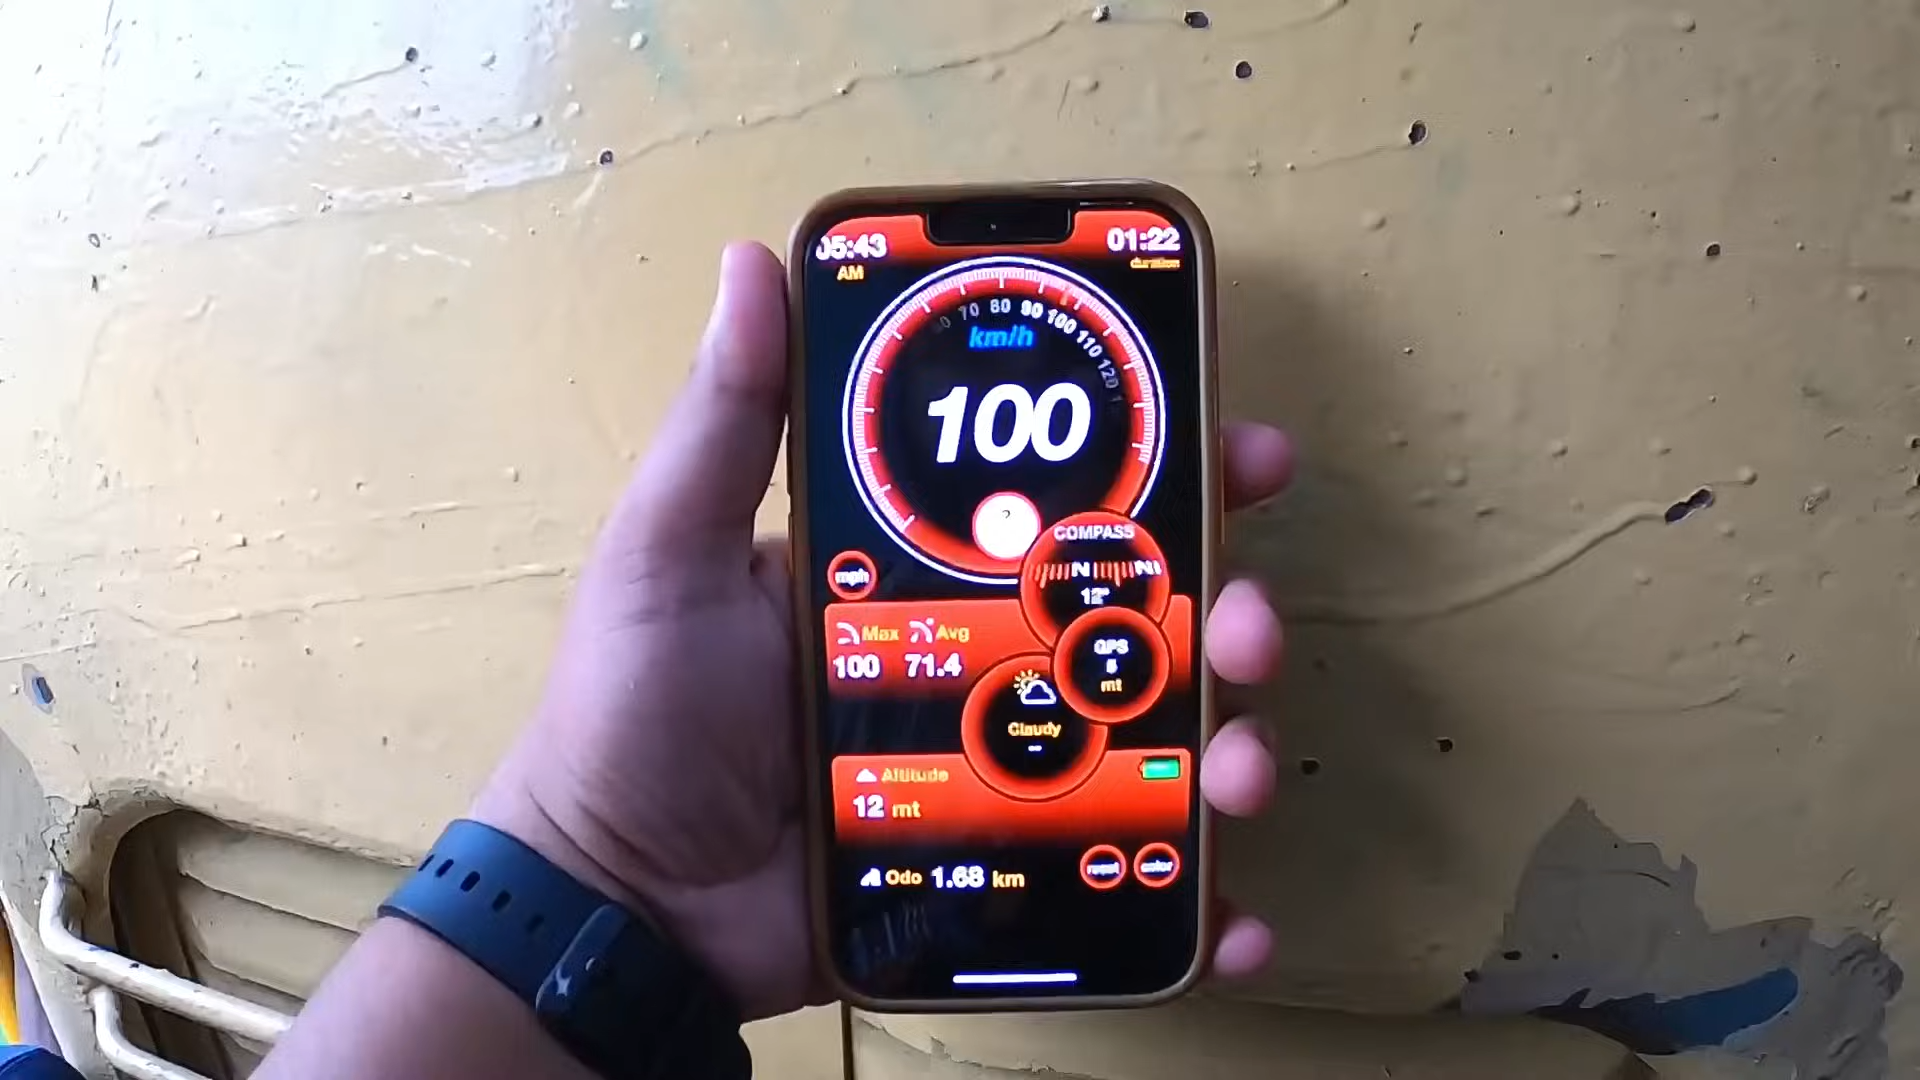 05:43
AM
01:22
duration
70 80 90 100 110 120
km/h
100
?
COMPASS
N
12°
mph
Max Avg
100 71.4
GPS
5
mt
Cloudy
--
Altitude
12 mt
Odo 1.68 km
reset
color